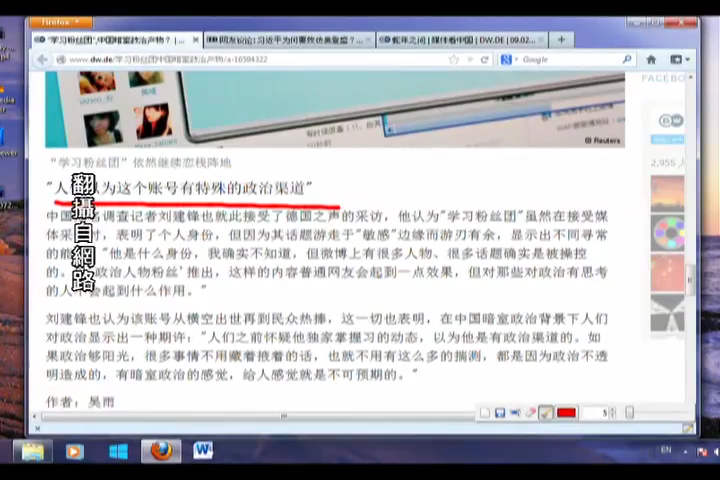 Firefox
"学习粉丝团",中国暗室政治产物? | ...
网友议论: 习近平为何要效仿奥登盛? ...
蛇年之间 | 媒体看中国 | DW.DE | 09.02...
www.dw.de/学习粉丝团中国暗室政治产物/a-16594322
Google
FACEBO
Reuters
"学习粉丝团"依然继续恋栈阵地
"人 以为这个账号有特殊的政治渠道"
中国 名调查记者刘建锋也就此接受了德国之声的采访，他认为"学习粉丝团"虽然在接受媒
体采 时，表明了个人身份，但因为其话题游走于"敏感"边缘而游刃有余，显示出不同寻常
的能 "他是什么身份，我确实不知道，但微博上有很多人物、很多话题确实是被操控
的。 政治人物粉丝'推出，这样的内容普通网友会起到一点效果，但对那些对政治有思考
的人 会起到什么作用。"
刘建锋也认为该账号从横空出世再到民众热捧，这一切也表明，在中国暗室政治背景下人们
对政治显示出一种期许："人们之前怀疑他独家掌握习的动态，以为他是有政治渠道的。如
果政治够阳光，很多事情不用藏着掖着的话，也就不用有这么多的揣测，都是因为政治不透
明造成的，有暗室政治的感觉，给人感觉就是不可预期的。"
作者：吴雨
翻攝自網路
2,955
5
EN